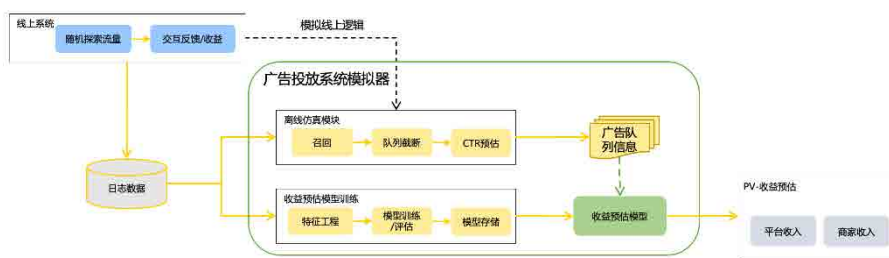 线上系统
随机探索流量
交互反馈/收益
模拟线上逻辑
广告投放系统模拟器
离线仿真模块
召回
队列截断
CTR预估
广告队
列信息
日志数据
收益预估模型训练
特征工程
模型训练
/评估
模型存储
收益预估模型
PV-收益预估
平台收入
商家收入